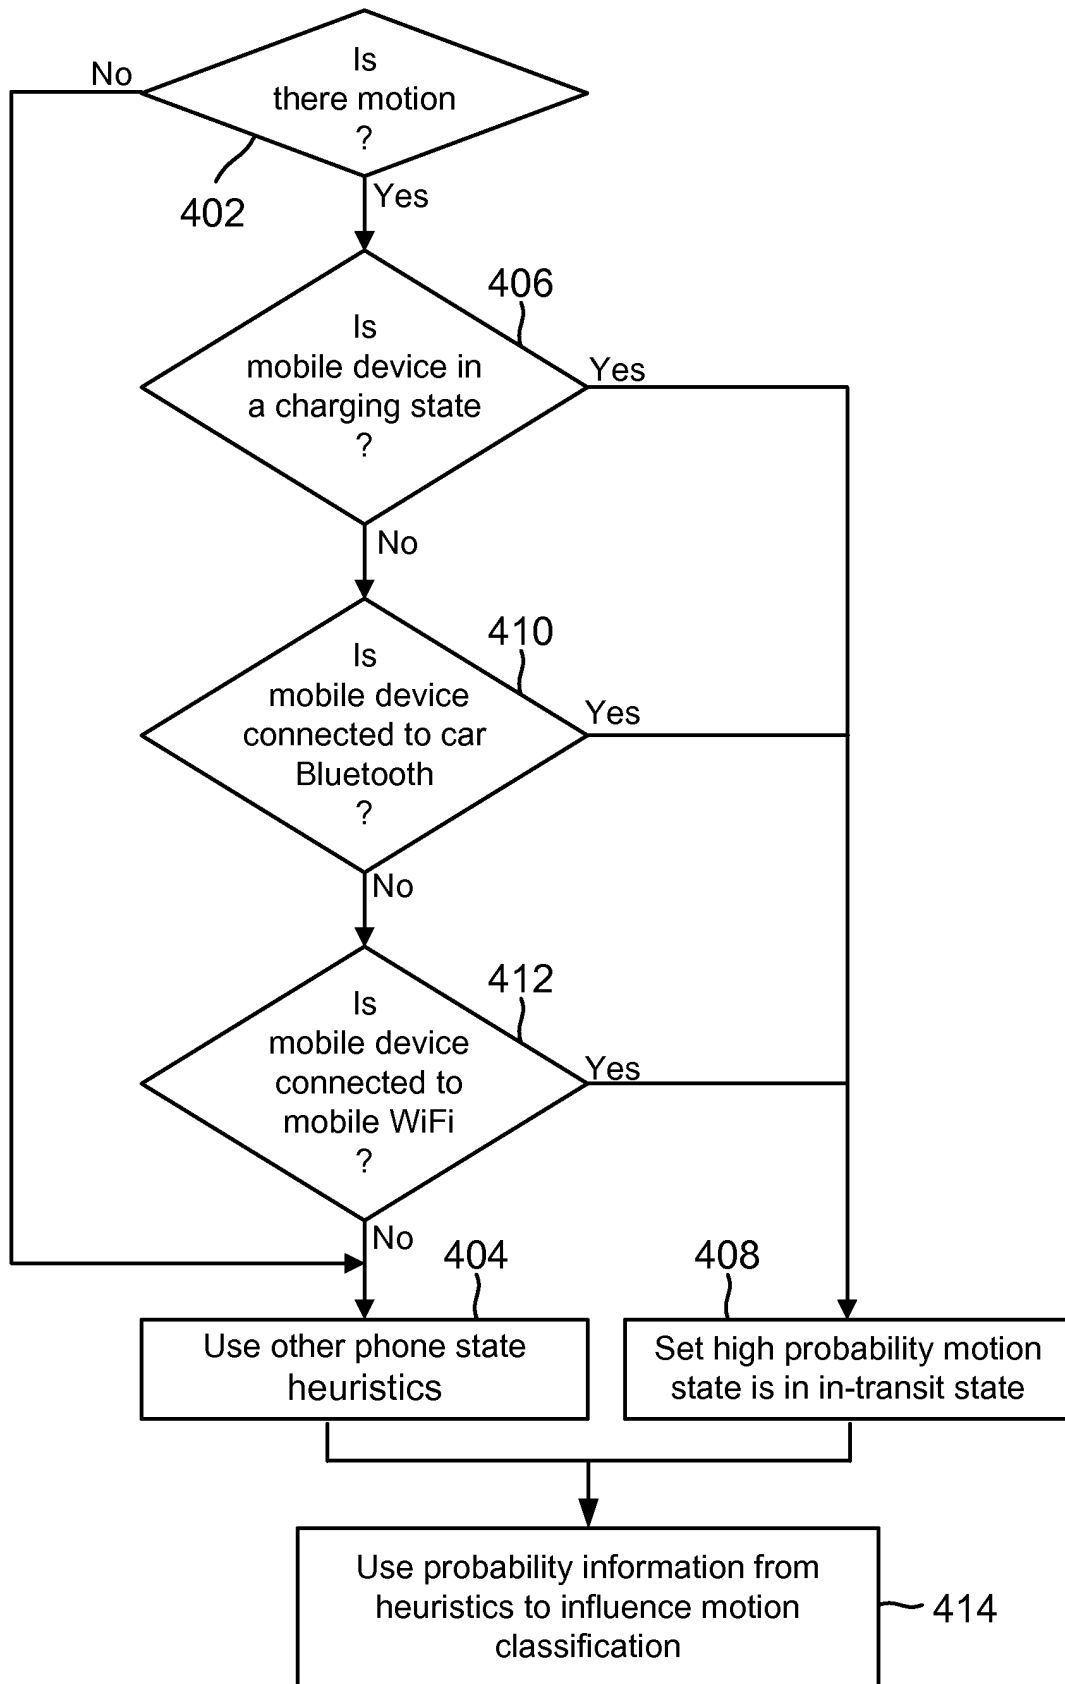 Is
there motion
?
No
402
Yes
406
Is
mobile device in
a charging state
?
Yes
No
410
Is
mobile device
connected to car
Bluetooth
?
Yes
No
412
Is
mobile device
connected to
mobile WiFi
?
Yes
No
404
408
Use other phone state
heuristics
Set high probability motion
state is in in-transit state
Use probability information from
heuristics to influence motion
classification
414